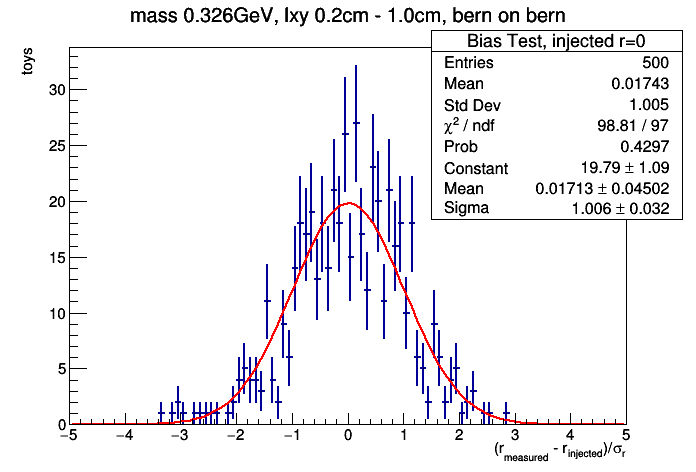 mass 0.326GeV, lxy 0.2cm - 1.0cm, bern on bern
toys
Bias Test, injected r=0
Entries 500
Mean 0.01743
Std Dev 1.005
χ² / ndf 98.81 / 97
Prob 0.4297
Constant 19.79 ± 1.09
Mean 0.01713 ± 0.04502
Sigma 1.006 ± 0.032
30
25
20
15
10
5
0
−5 −4 −3 −2 −1 0 1 2 3 4 5
(r_measured - r_injected)/σ_r